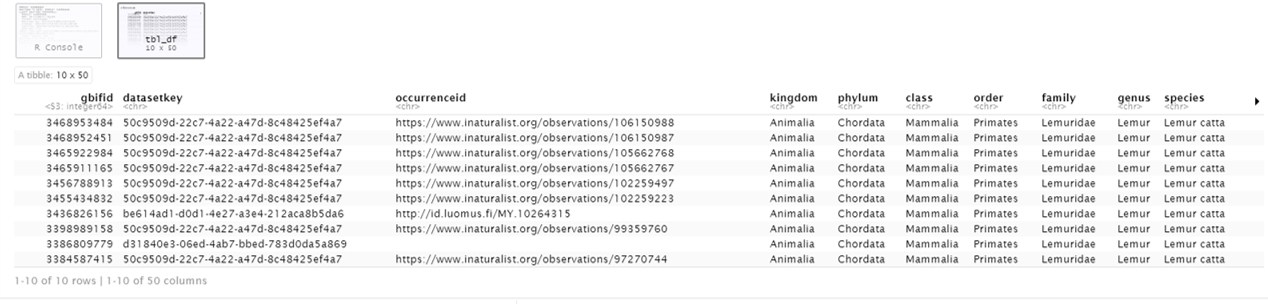 R Console
tbl_df
10 x 50
A tibble: 10 x 50
gbifid datasetkey occurrenceid kingdom phylum class order family genus species
<S3: integer64> <chr> <chr> <chr> <chr> <chr> <chr> <chr> <chr> <chr>
3468953484 50c9509d-22c7-4a22-a47d-8c48425ef4a7 https://www.inaturalist.org/observations/106150988 Animalia Chordata Mammalia Primates Lemuridae Lemur Lemur catta
3468952451 50c9509d-22c7-4a22-a47d-8c48425ef4a7 https://www.inaturalist.org/observations/106150987 Animalia Chordata Mammalia Primates Lemuridae Lemur Lemur catta
3465922984 50c9509d-22c7-4a22-a47d-8c48425ef4a7 https://www.inaturalist.org/observations/105662768 Animalia Chordata Mammalia Primates Lemuridae Lemur Lemur catta
3465911165 50c9509d-22c7-4a22-a47d-8c48425ef4a7 https://www.inaturalist.org/observations/105662767 Animalia Chordata Mammalia Primates Lemuridae Lemur Lemur catta
3456788913 50c9509d-22c7-4a22-a47d-8c48425ef4a7 https://www.inaturalist.org/observations/102259497 Animalia Chordata Mammalia Primates Lemuridae Lemur Lemur catta
3455434832 50c9509d-22c7-4a22-a47d-8c48425ef4a7 https://www.inaturalist.org/observations/102259223 Animalia Chordata Mammalia Primates Lemuridae Lemur Lemur catta
3436826156 be614ad1-d0d1-4e27-a3e4-212aca8b5da6 http://id.luomus.fi/MY.10264315 Animalia Chordata Mammalia Primates Lemuridae Lemur Lemur catta
3398989158 50c9509d-22c7-4a22-a47d-8c48425ef4a7 https://www.inaturalist.org/observations/99359760 Animalia Chordata Mammalia Primates Lemuridae Lemur Lemur catta
3386809779 d31840e3-06ed-4ab7-bbed-783d0da5a869 Animalia Chordata Mammalia Primates Lemuridae Lemur Lemur catta
3384587415 50c9509d-22c7-4a22-a47d-8c48425ef4a7 https://www.inaturalist.org/observations/97270744 Animalia Chordata Mammalia Primates Lemuridae Lemur Lemur catta
1-10 of 10 rows | 1-10 of 50 columns